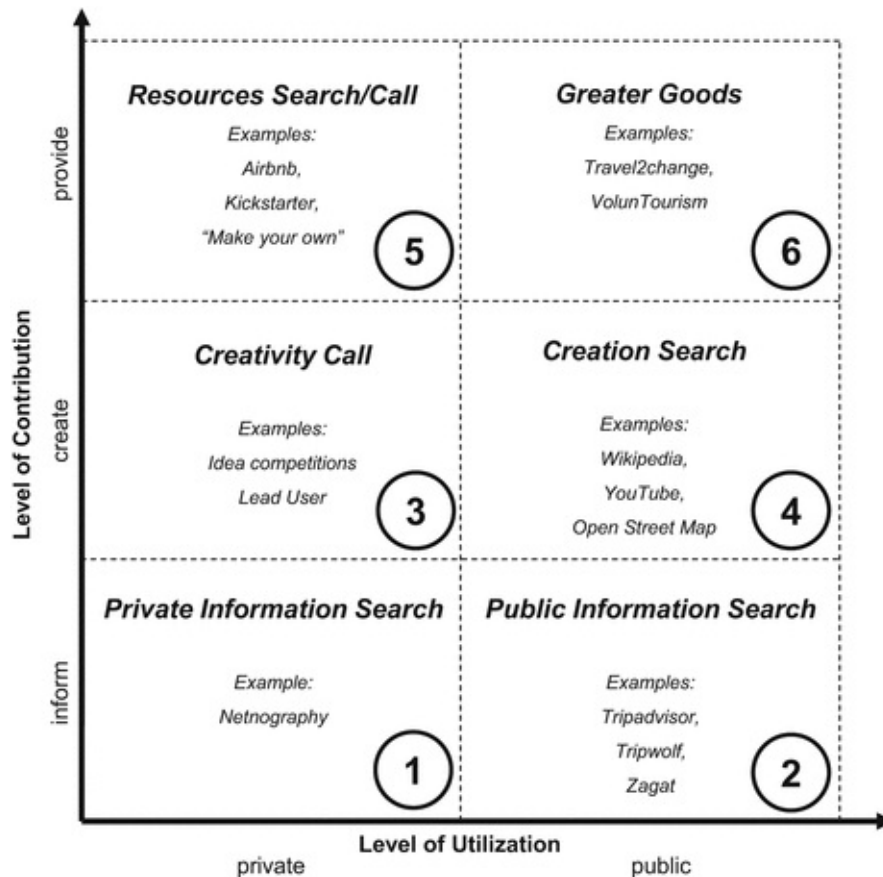 Resources Search/Call
Examples:
Airbnb,
Kickstarter,
“Make your own”
5
Greater Goods
Examples:
Travel2change,
VolunTourism
6
provide
Creativity Call
Examples:
Idea competitions
Lead User
3
Creation Search
Examples:
Wikipedia,
YouTube,
Open Street Map
4
create
Level of Contribution
Private Information Search
Example:
Netnography
1
Public Information Search
Examples:
Tripadvisor,
Tripwolf,
Zagat
2
inform
Level of Utilization
private
public